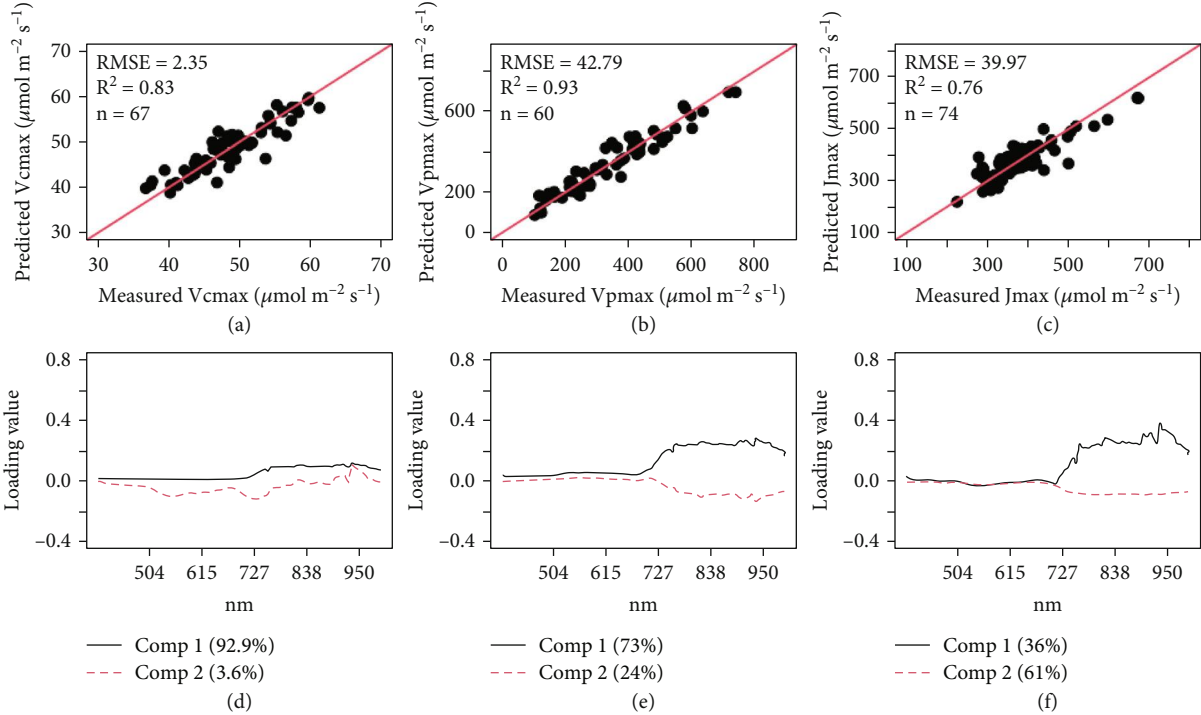 Predicted Vcmax (μmol m⁻² s⁻¹)
70
60
50
40
30
RMSE = 2.35
R² = 0.83
n = 67
30 40 50 60 70
Measured Vcmax (μmol m⁻² s⁻¹)
(a)
Predicted Vpmax (μmol m⁻² s⁻¹)
600
200
0
RMSE = 42.79
R² = 0.93
n = 60
0 200 400 600 800
Measured Vpmax (μmol m⁻² s⁻¹)
(b)
Predicted Jmax (μmol m⁻² s⁻¹)
700
500
300
100
RMSE = 39.97
R² = 0.76
n = 74
100 300 500 700
Measured Jmax (μmol m⁻² s⁻¹)
(c)
Loading value
0.8
0.4
0.0
−0.4
504 615 727 838 950
nm
Comp 1 (92.9%)
Comp 2 (3.6%)
(d)
Loading value
0.8
0.4
0.0
−0.4
504 615 727 838 950
nm
Comp 1 (73%)
Comp 2 (24%)
(e)
Loading value
0.8
0.4
0.0
−0.4
504 615 727 838 950
nm
Comp 1 (36%)
Comp 2 (61%)
(f)